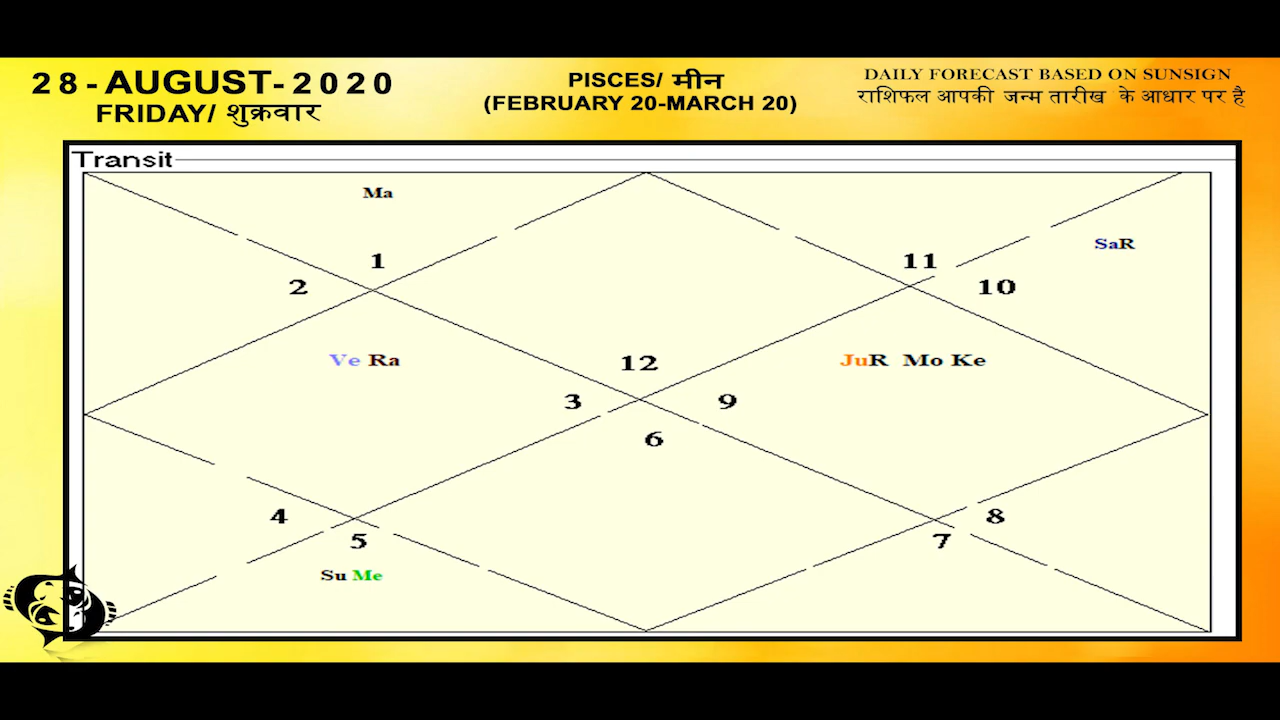 28-AUGUST-2020
FRIDAY/ शुक्रवार
PISCES/ मीन
(FEBRUARY 20-MARCH 20)
DAILY FORECAST BASED ON SUNSIGN
राशिफल आपकी जन्म तारीख के आधार पर है
Transit
Ma
SaR
1
11
2
10
Ve Ra
12
JuR Mo Ke
3
9
6
4
8
5
7
Su Me